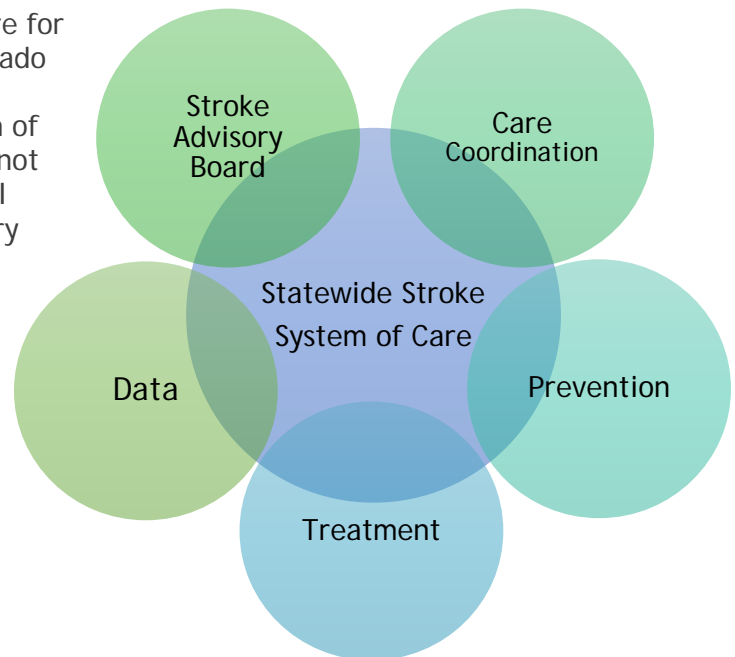 re for
ado
of
not
l
ry
Stroke
Advisory
Board
Care
Coordination
Statewide Stroke
System of Care
Data
Prevention
Treatment